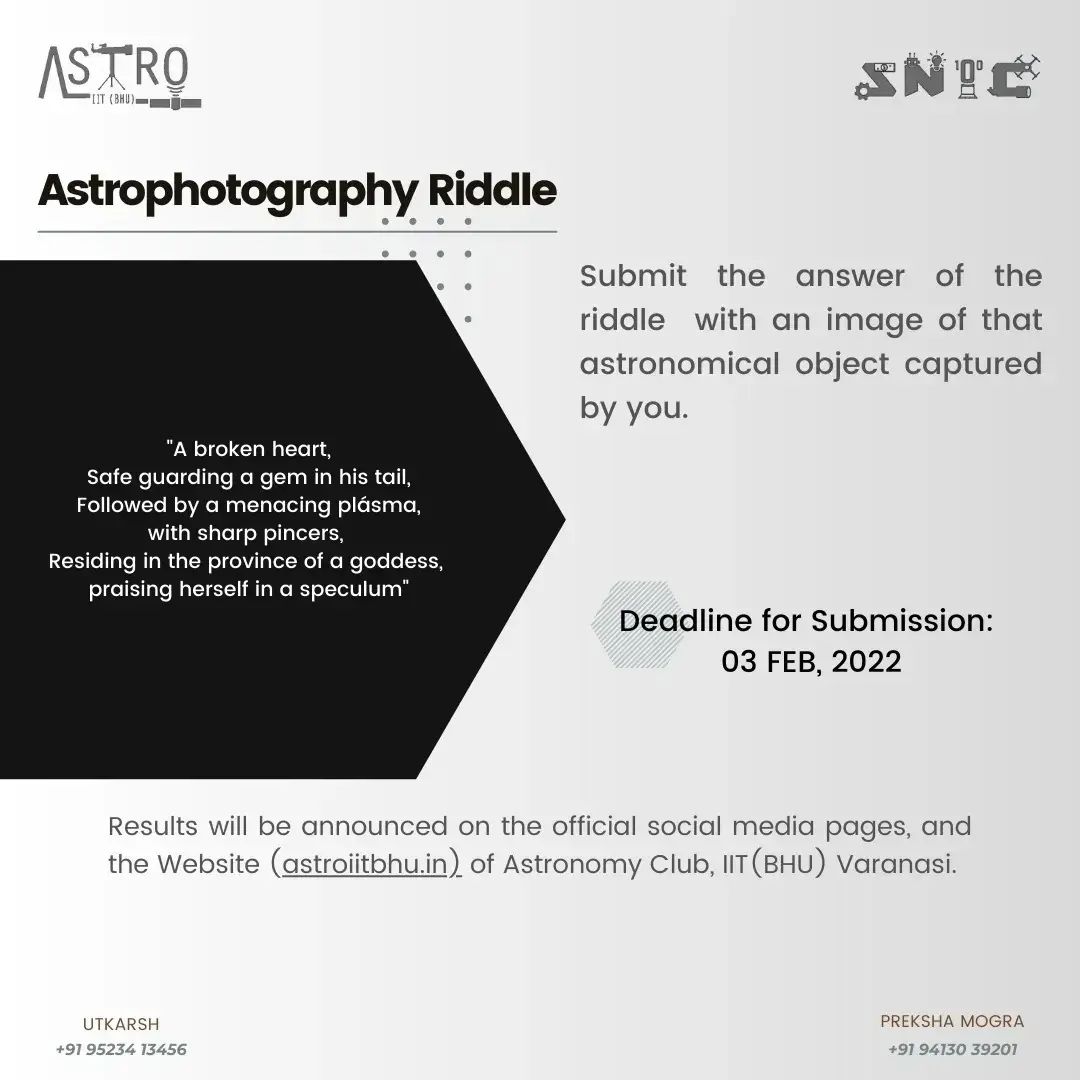 ASTRO
IIT (BHU)
SNTC
Astrophotography Riddle
Submit the answer of the
riddle with an image of that
astronomical object captured
by you.
"A broken heart,
Safe guarding a gem in his tail,
Followed by a menacing plásma,
with sharp pincers,
Residing in the province of a goddess,
praising herself in a speculum"
Deadline for Submission:
03 FEB, 2022
Results will be announced on the official social media pages, and
the Website (astroiitbhu.in) of Astronomy Club, IIT(BHU) Varanasi.
UTKARSH
+91 95234 13456
PREKSHA MOGRA
+91 94130 39201